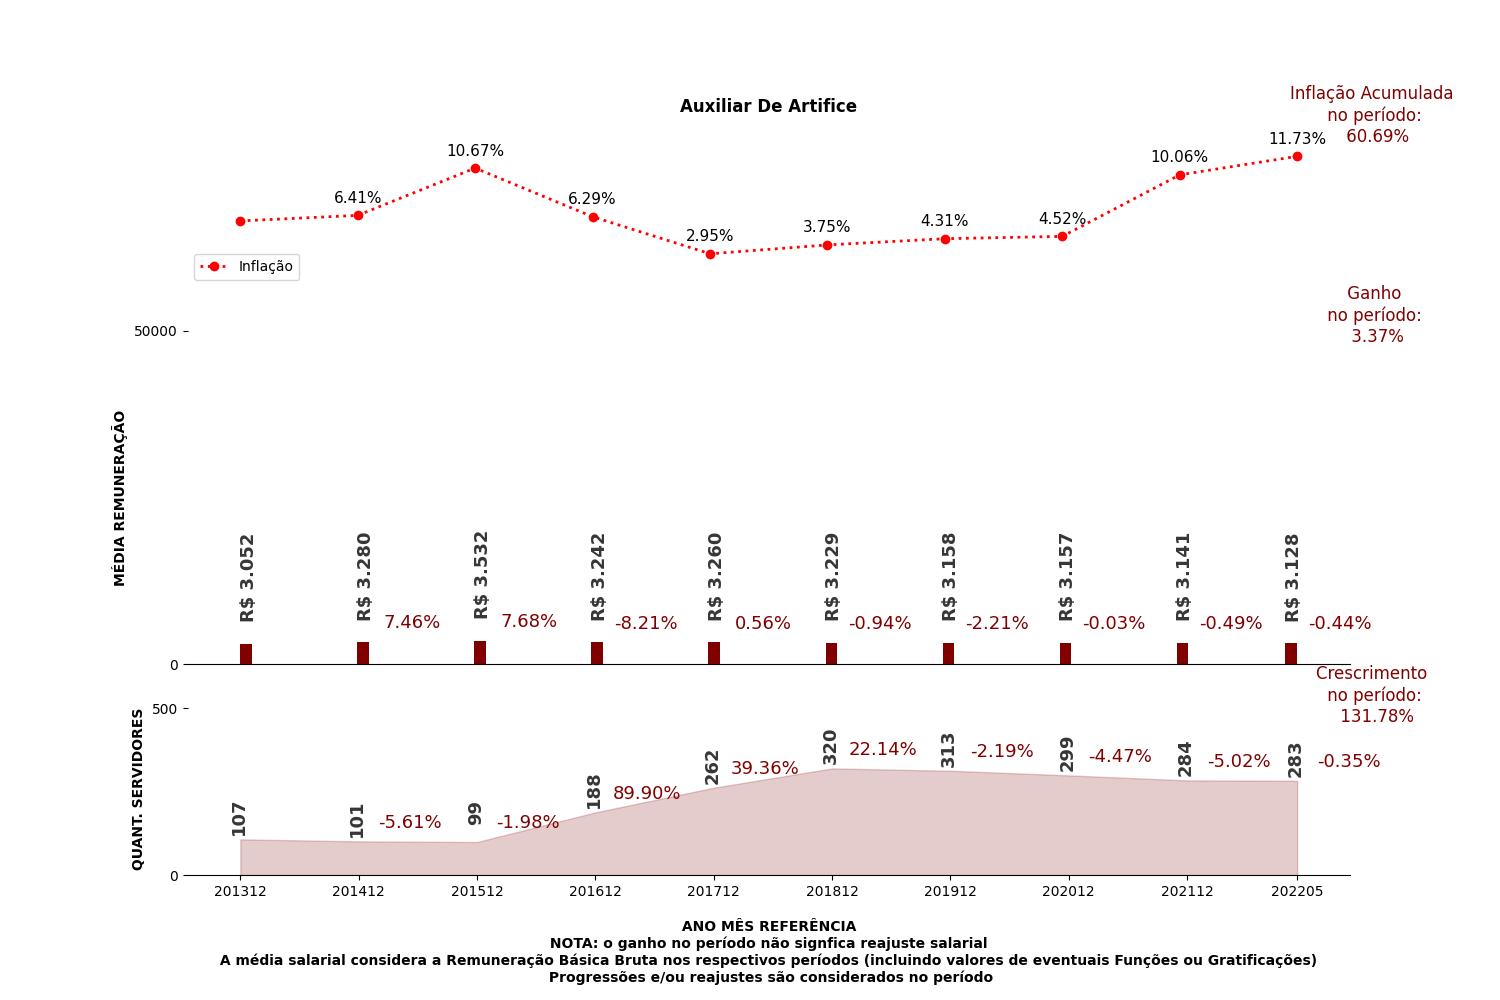 Auxiliar De Artifice
Inflação Acumulada
no período:
60.69%
6.41%
10.67%
6.29%
2.95%
3.75%
4.31%
4.52%
10.06%
11.73%
Inflação
Ganho
no período:
3.37%
50000
0
MÉDIA REMUNERAÇÃO
R$ 3.052
R$ 3.280
R$ 3.532
R$ 3.242
R$ 3.260
R$ 3.229
R$ 3.158
R$ 3.157
R$ 3.141
R$ 3.128
7.46%
7.68%
-8.21%
0.56%
-0.94%
-2.21%
-0.03%
-0.49%
-0.44%
Crescrimento
no período:
131.78%
500
0
QUANT. SERVIDORES
107
101
99
188
262
320
313
299
284
283
-5.61%
-1.98%
89.90%
39.36%
22.14%
-2.19%
-4.47%
-5.02%
-0.35%
201312
201412
201512
201612
201712
201812
201912
202012
202112
202205
ANO MÊS REFERÊNCIA
NOTA: o ganho no período não signfica reajuste salarial
A média salarial considera a Remuneração Básica Bruta nos respectivos períodos (incluindo valores de eventuais Funções ou Gratificações)
Progressões e/ou reajustes são considerados no período